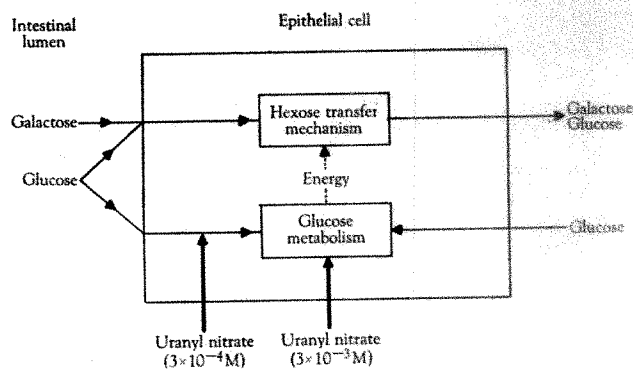 Intestinal
lumen
Epithelial cell
Galactose
Hexose transfer
mechanism
Galactose
Glucose
Glucose
Energy
Glucose
metabolism
Glucose
Uranyl nitrate
(3×10⁻⁴M)
Uranyl nitrate
(3×10⁻³M)